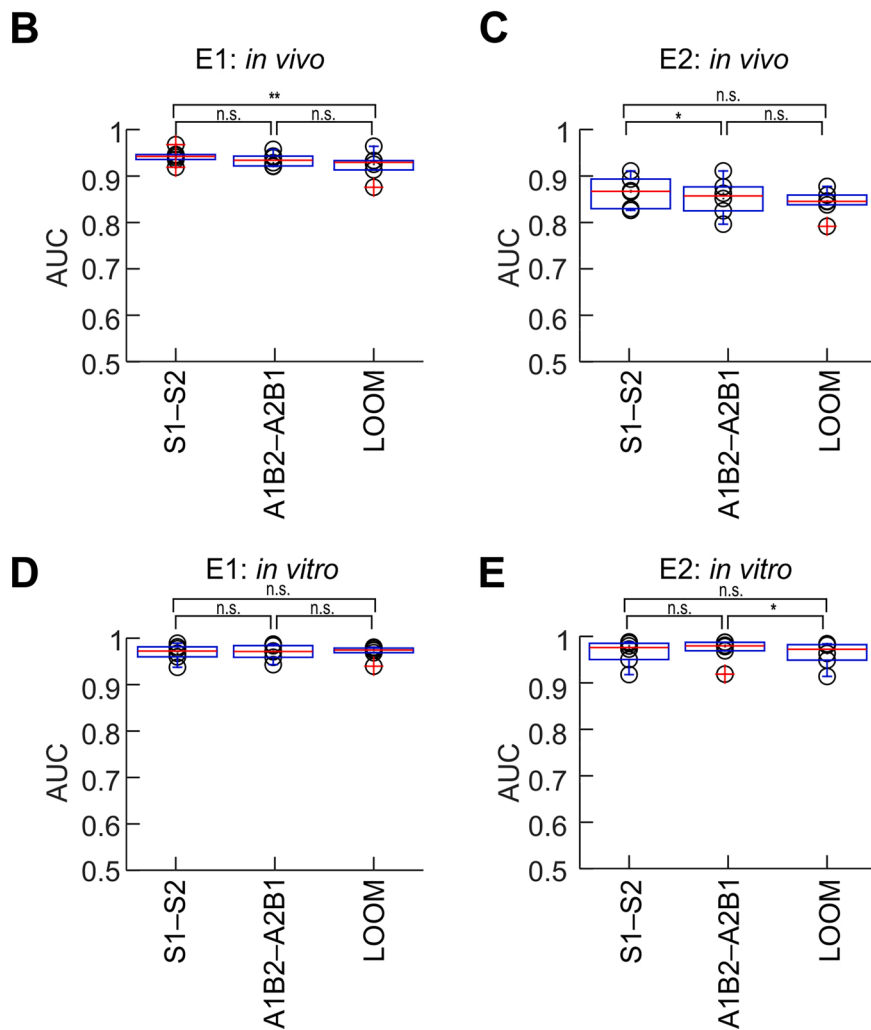 B
E1: in vivo
**
n.s.
n.s.
1
0.9
0.8
0.7
0.6
0.5
AUC
S1–S2
A1B2–A2B1
LOOM
C
E2: in vivo
n.s.
*
n.s.
1
0.9
0.8
0.7
0.6
0.5
AUC
S1–S2
A1B2–A2B1
LOOM
D
E1: in vitro
n.s.
n.s.
n.s.
1
0.9
0.8
0.7
0.6
0.5
AUC
S1–S2
A1B2–A2B1
LOOM
E
E2: in vitro
n.s.
n.s.
*
1
0.9
0.8
0.7
0.6
0.5
AUC
S1–S2
A1B2–A2B1
LOOM